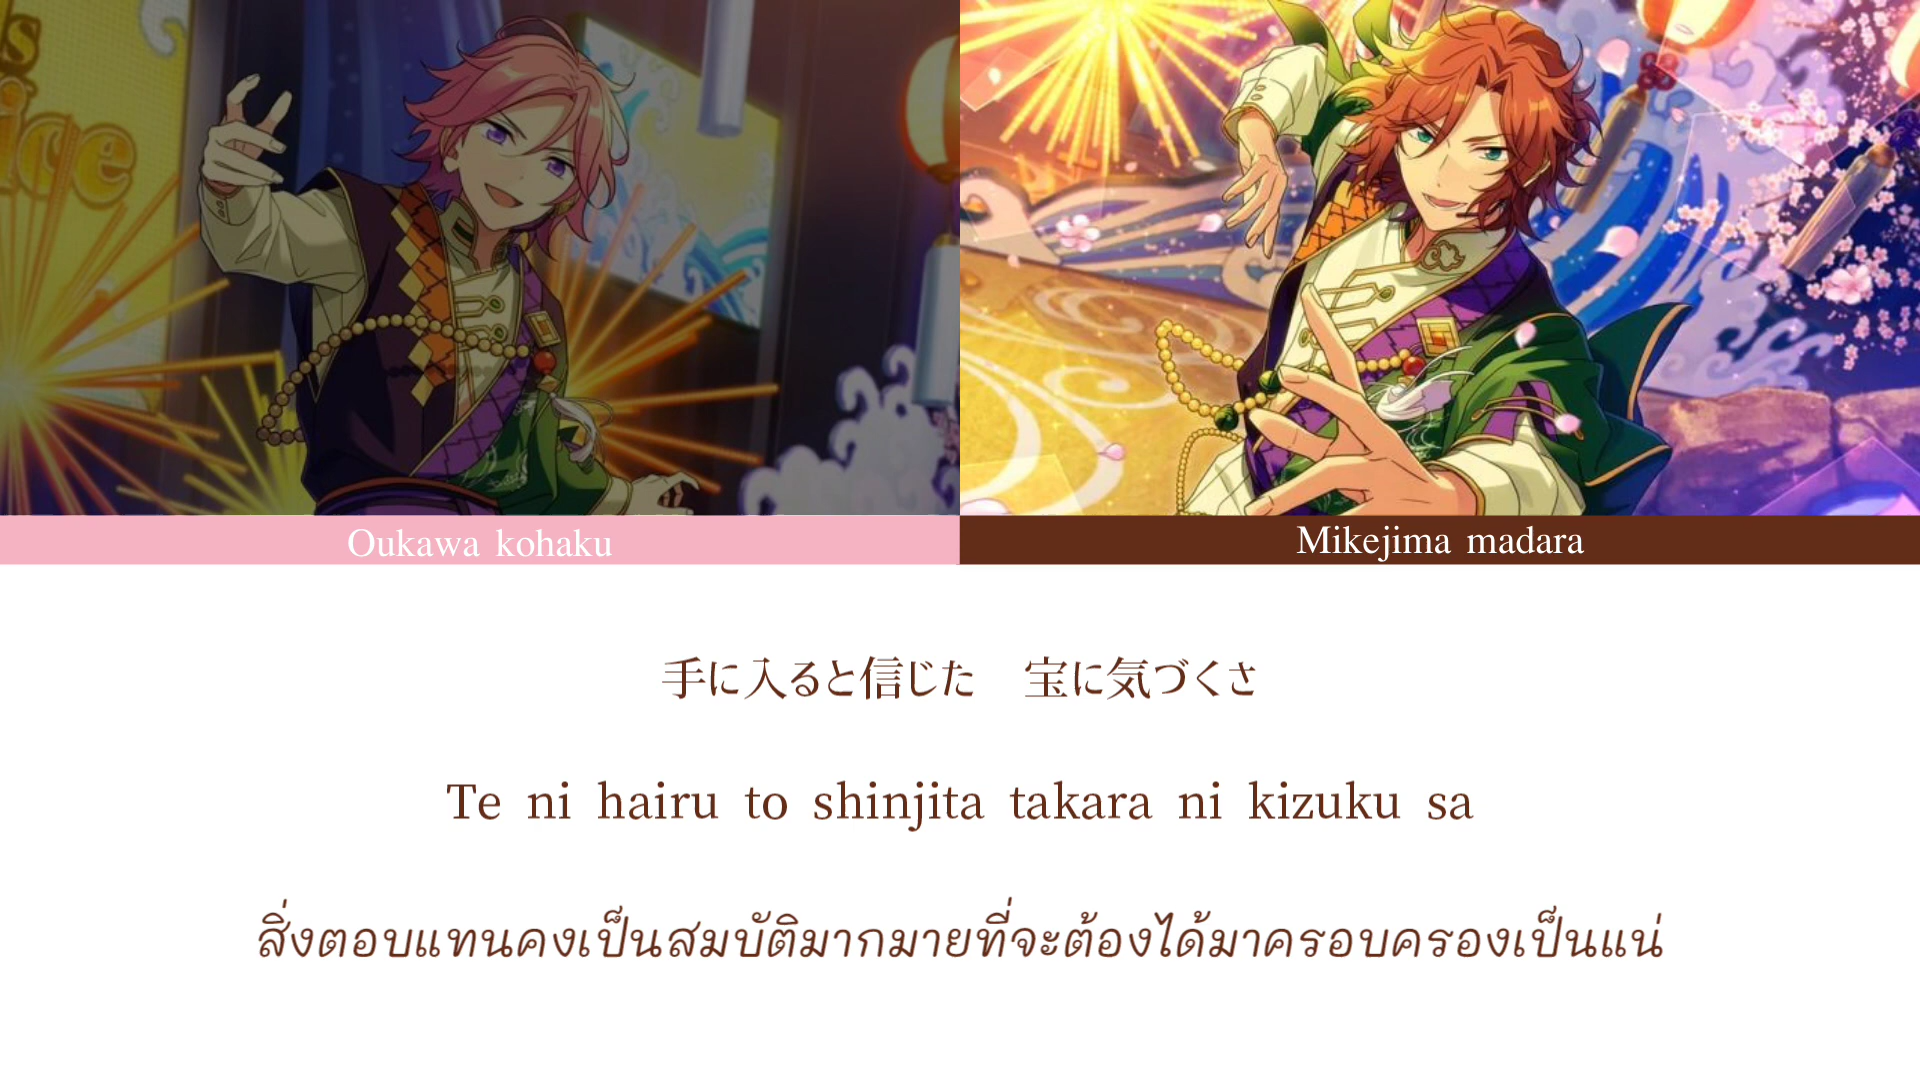 s
ice
Oukawa kohaku
Mikejima madara
手に入ると信じた　宝に気づくさ
Te ni hairu to shinjita takara ni kizuku sa
สิ่งตอบแทนคงเป็นสมบัติมากมายที่จะต้องได้มาครอบครองเป็นแน่